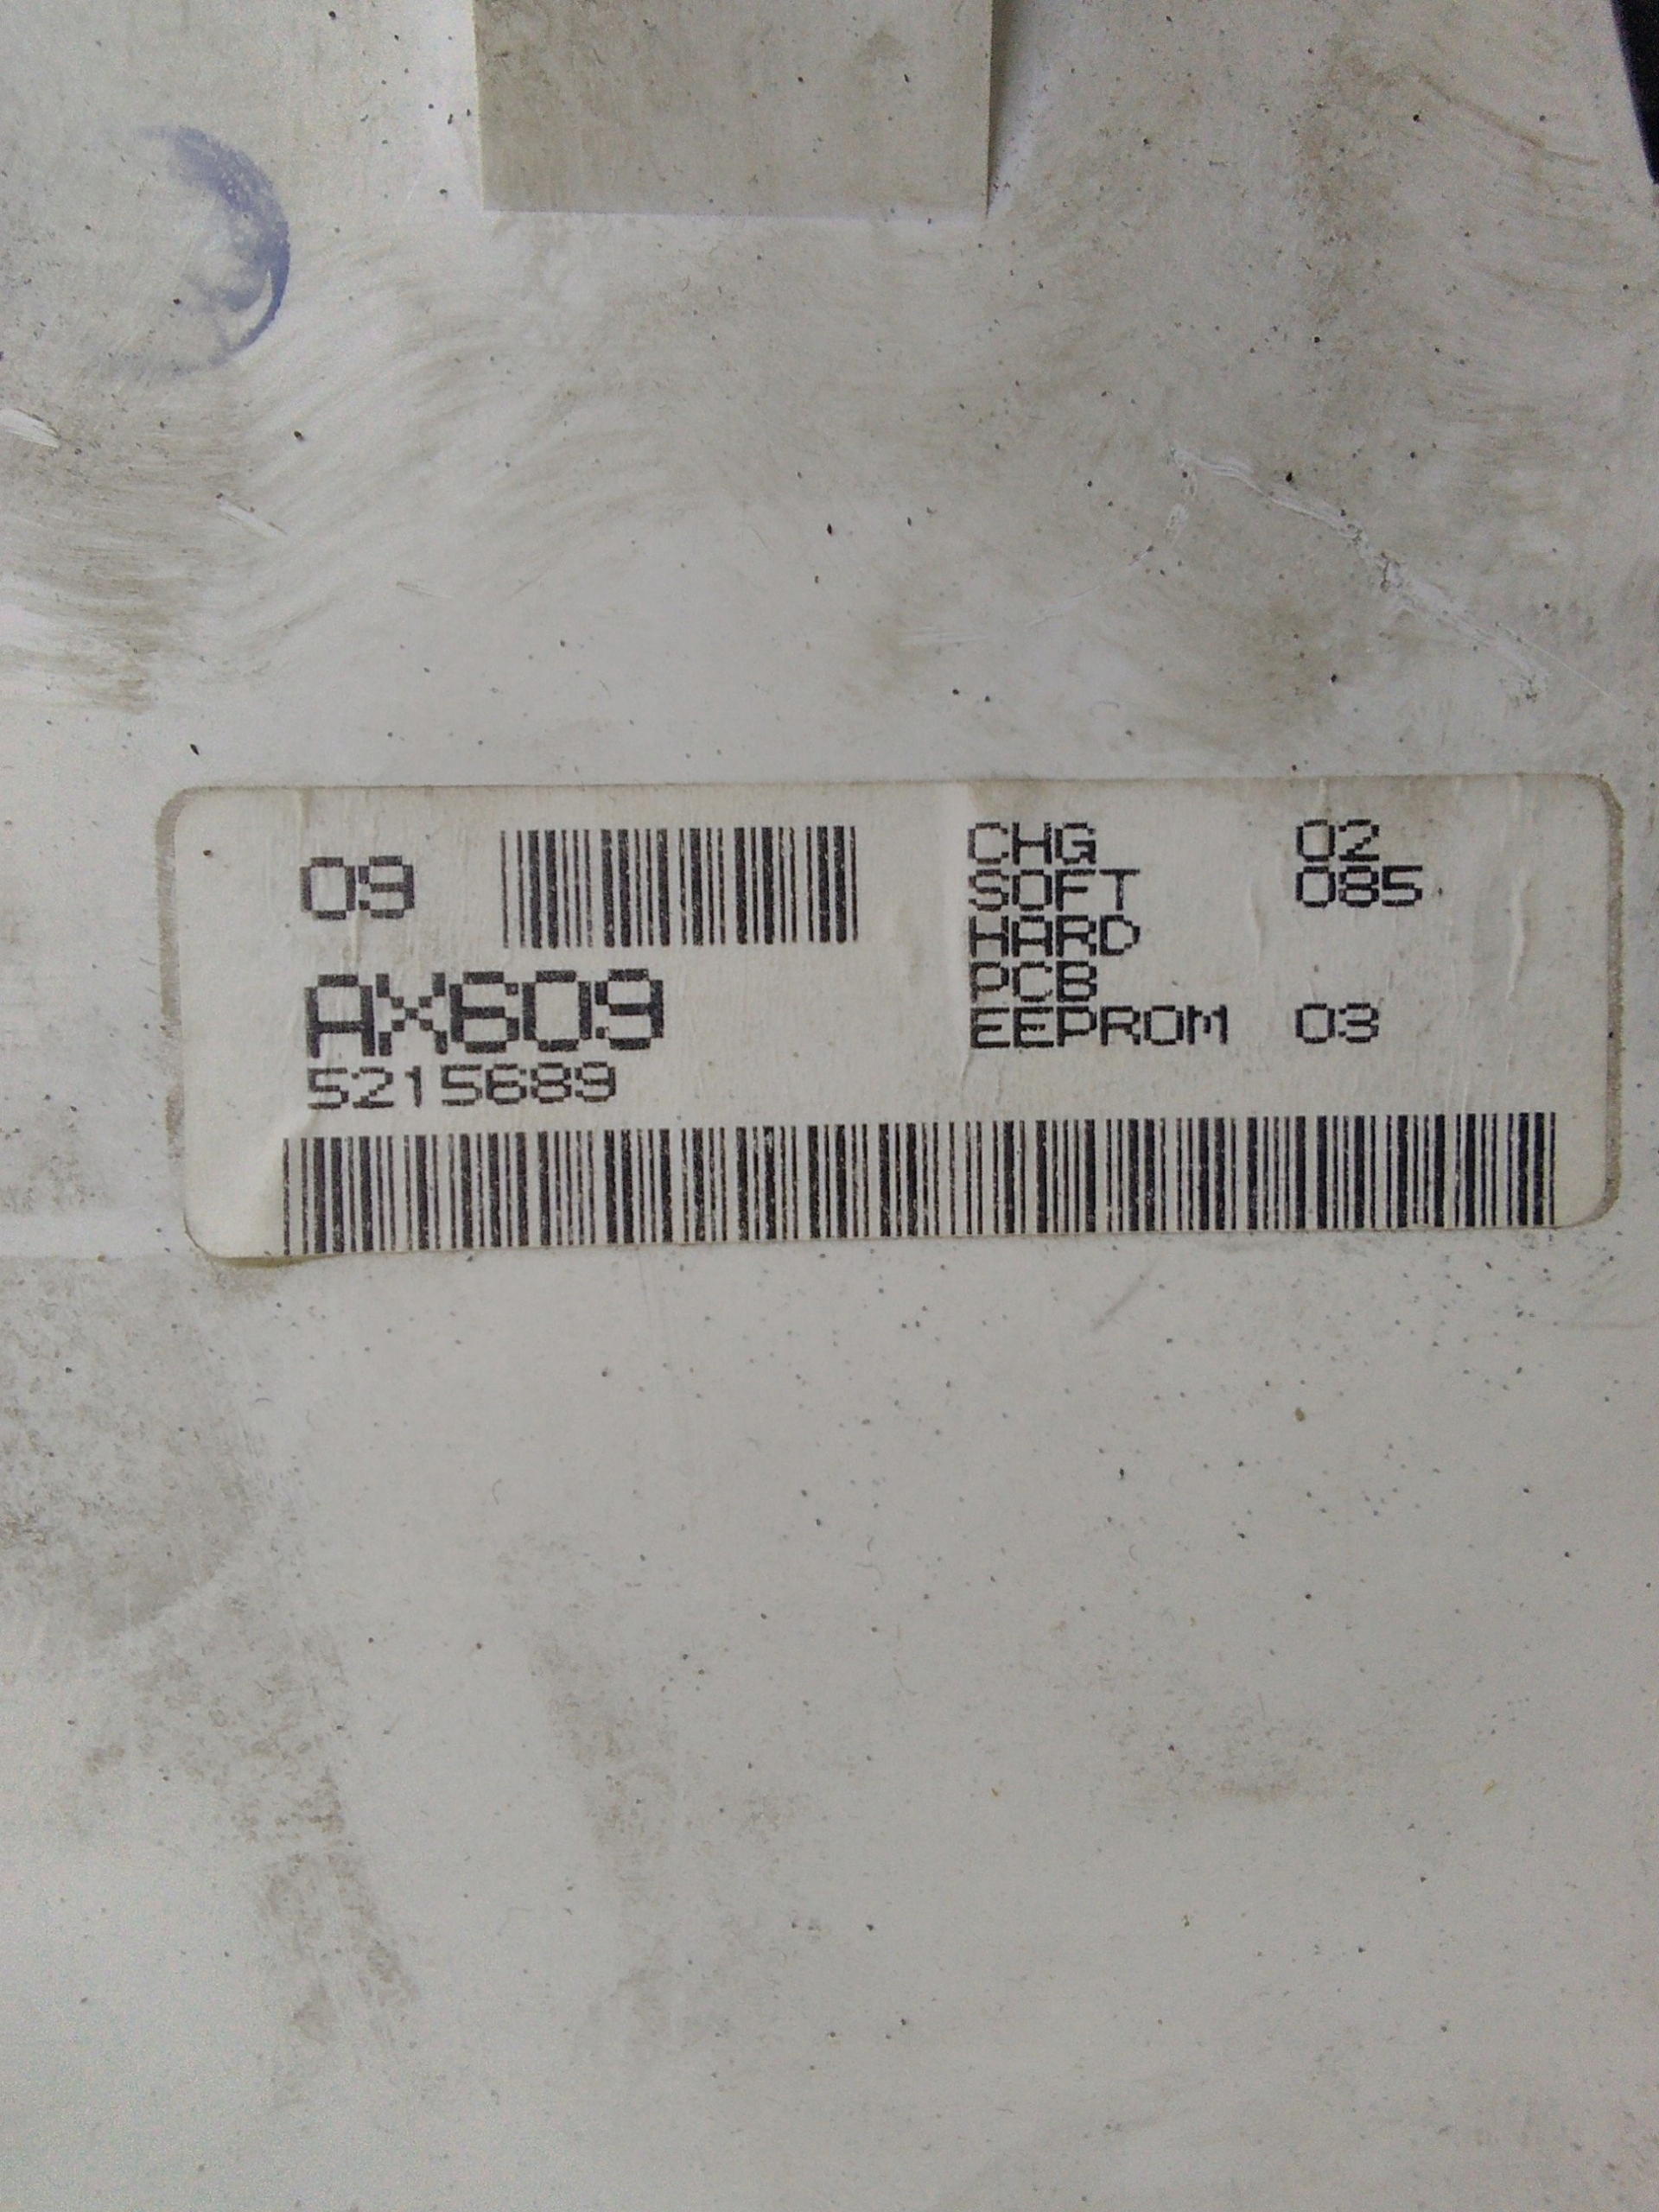 09
AX609
5215689
CHG 02
SOFT 085
HARD
PCB
EEPROM 03